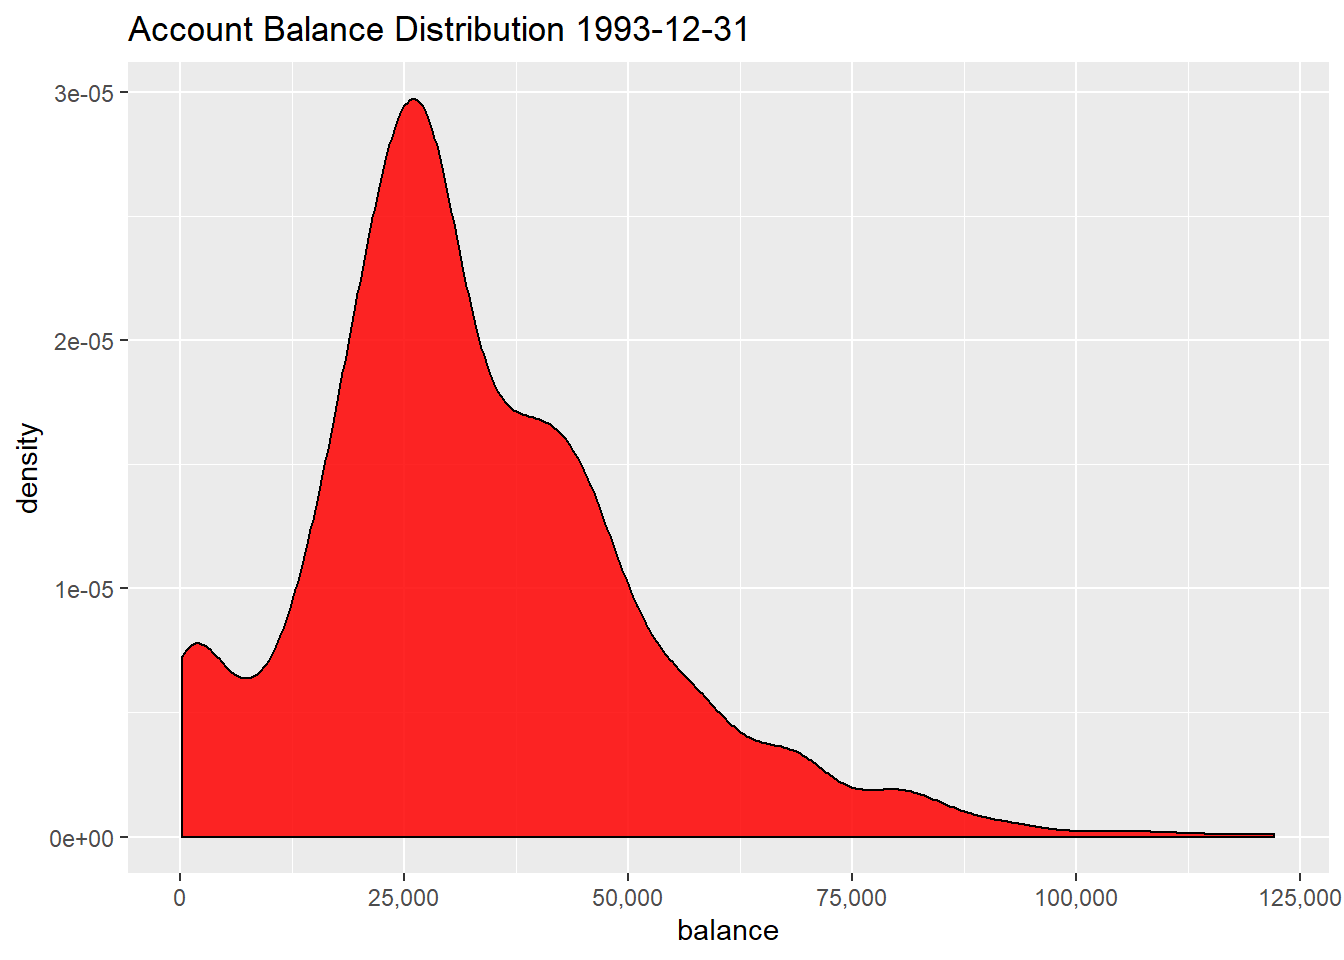 Account Balance Distribution 1993-12-31
3e-05
2e-05
1e-05
0e+00
density
0 25,000 50,000 75,000 100,000 125,000
balance